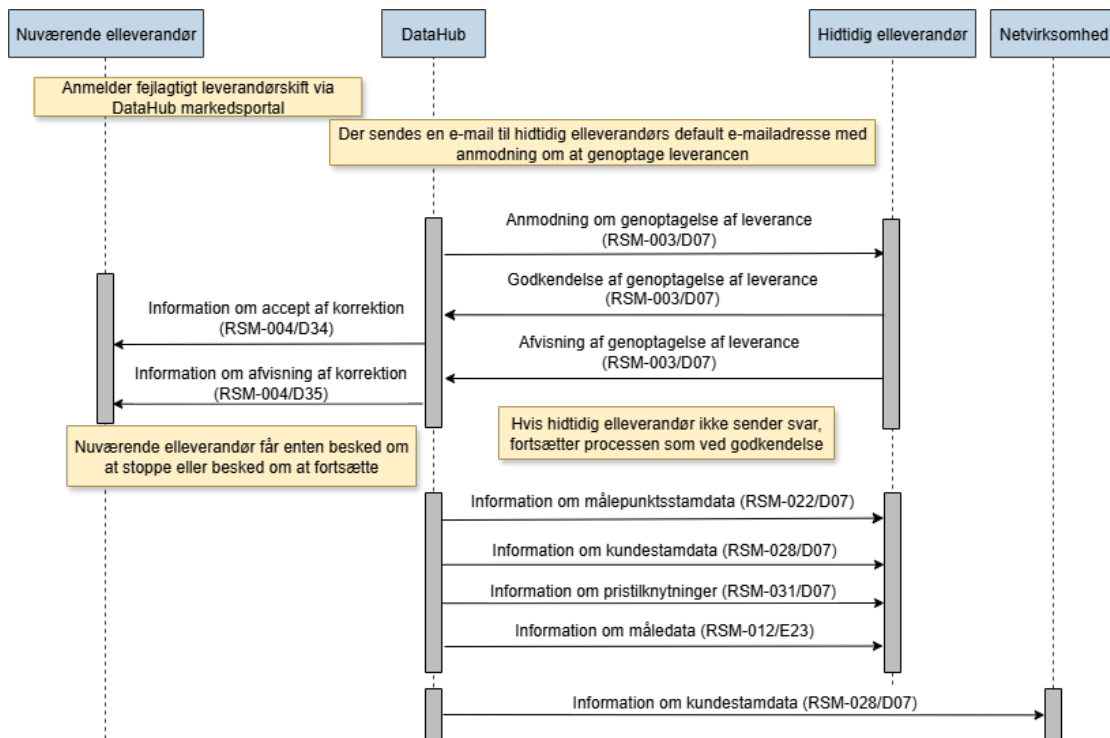 Nuværende elleverandør
DataHub
Hidtidig elleverandør
Netvirksomhed
Anmelder fejlagtigt leverandørskift via
DataHub markedsportal
Der sendes en e-mail til hidtidig elleverandørs default e-mailadresse med
anmodning om at genoptage leverancen
Anmodning om genoptagelse af leverance
(RSM-003/D07)
Godkendelse af genoptagelse af leverance
(RSM-003/D07)
Information om accept af korrektion
(RSM-004/D34)
Afvisning af genoptagelse af leverance
(RSM-003/D07)
Information om afvisning af korrektion
(RSM-004/D35)
Hvis hidtidig elleverandør ikke sender svar,
fortsætter processen som ved godkendelse
Nuværende elleverandør får enten besked om
at stoppe eller besked om at fortsætte
Information om målepunktsstamdata (RSM-022/D07)
Information om kundestamdata (RSM-028/D07)
Information om pristilknytninger (RSM-031/D07)
Information om måledata (RSM-012/E23)
Information om kundestamdata (RSM-028/D07)